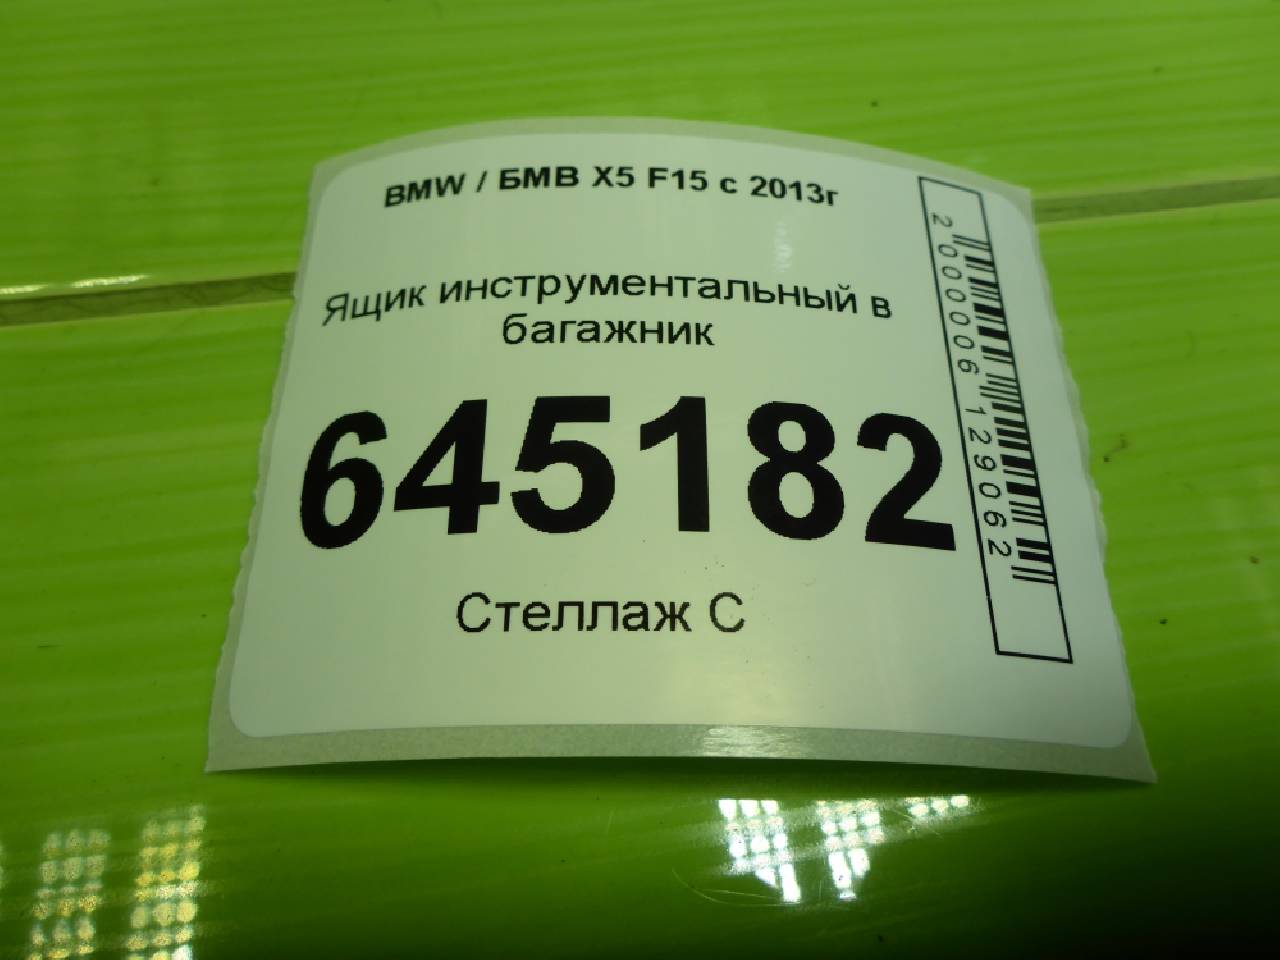 BMW / БМВ X5 F15 с 2013г
Ящик инструментальный в
багажник
645182
Стеллаж С
2000006129062